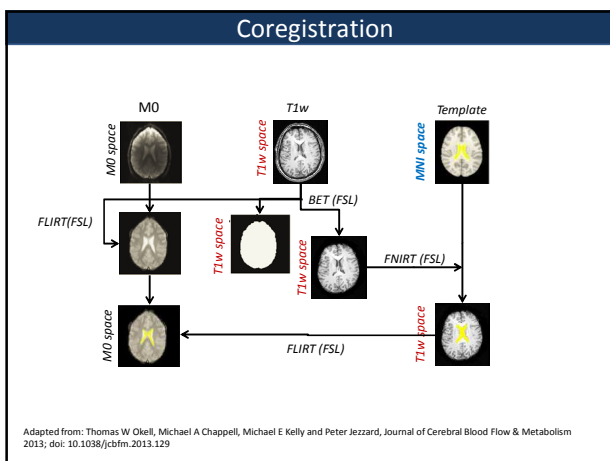 Coregistration
M0
T1w
Template
M0 space
T1w space
MNI space
BET (FSL)
FLIRT(FSL)
T1w space
T1w space
FNIRT (FSL)
M0 space
FLIRT (FSL)
T1w space
Adapted from: Thomas W Okell, Michael A Chappell, Michael E Kelly and Peter Jezzard, Journal of Cerebral Blood Flow & Metabolism
2013; doi: 10.1038/jcbfm.2013.129